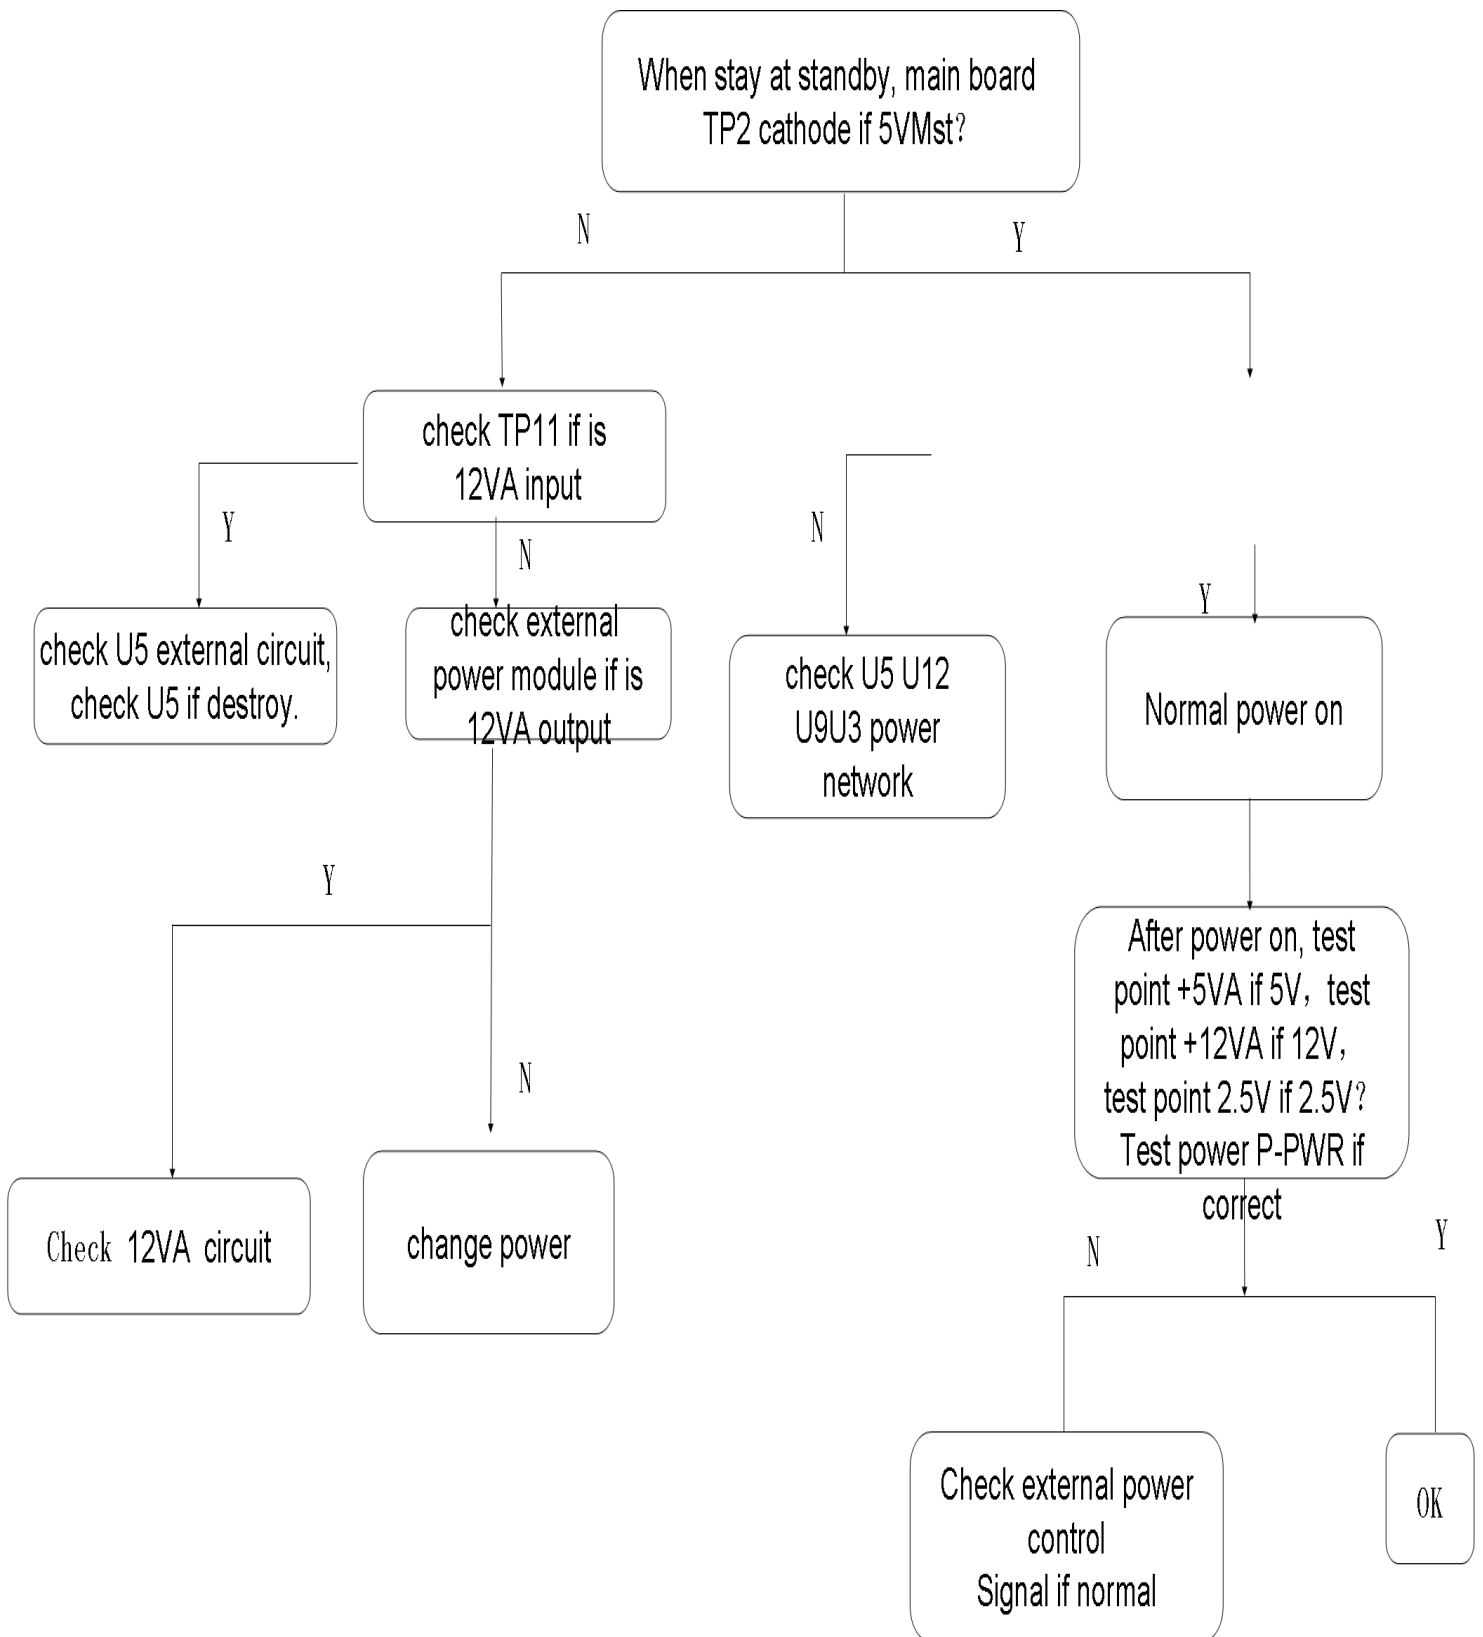 When stay at standby, main board
TP2 cathode if 5VMst？
N
Y
check TP11 if is
12VA input
Y
N
N
Y
check U5 external circuit,
check U5 if destroy.
check external
power module if is
12VA output
check U5 U12
U9U3 power
network
Normal power on
Y
N
After power on, test
point +5VA if 5V，test
point +12VA if 12V，
test point 2.5V if 2.5V？
Test power P-PWR if
correct
Check 12VA circuit
change power
N
Y
Check external power
control
Signal if normal
OK